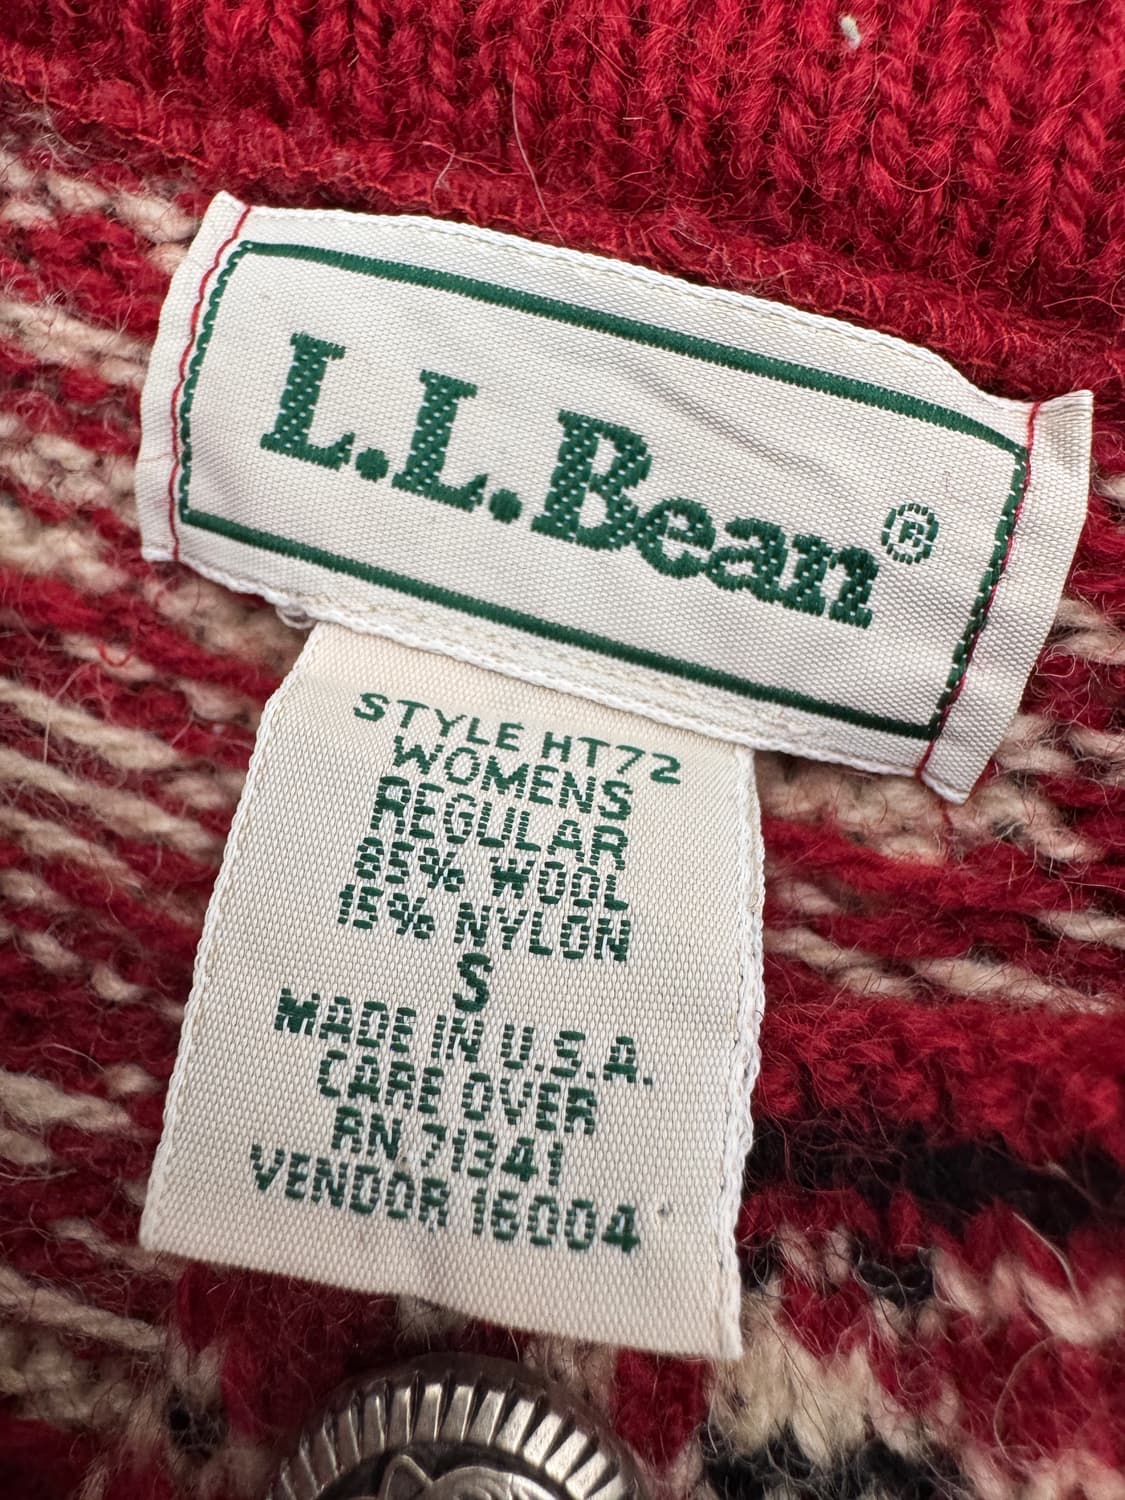 L.L.Bean®
STYLE HT72
WOMENS
REGULAR
85% WOOL
15% NYLON
S
MADE IN U.S.A.
CARE OVER
RN 71341
VENDOR 16004